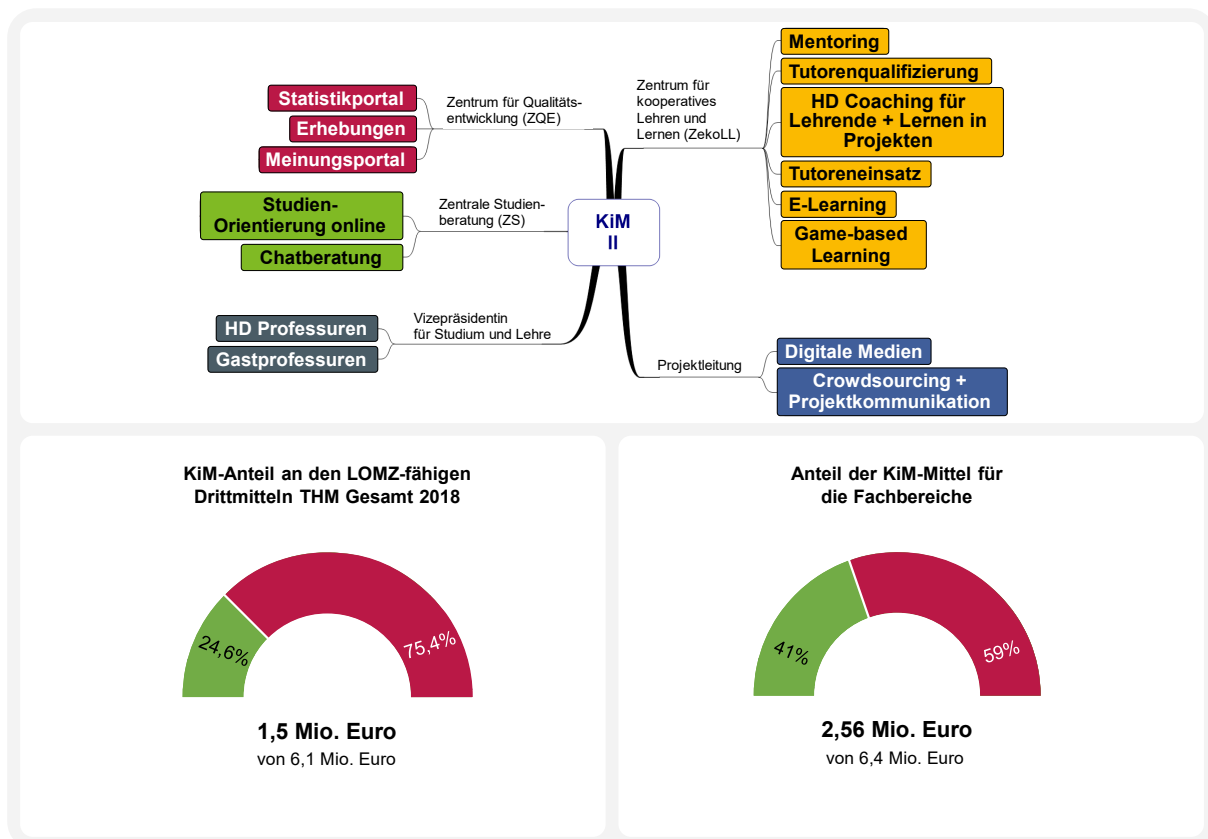 Statistikportal
Erhebungen
Meinungsportal
Zentrum für Qualitäts-
entwicklung (ZQE)
Studien-
Orientierung online
Chatberatung
Zentrale Studien-
beratung (ZS)
HD Professuren
Gastprofessuren
Vizepräsidentin
für Studium und Lehre
KiM
II
Zentrum für
kooperatives
Lehren und
Lernen (ZekoLL)
Mentoring
Tutorenqualifizierung
HD Coaching für
Lehrende + Lernen in
Projekten
Tutoreneinsatz
E-Learning
Game-based
Learning
Projektleitung
Digitale Medien
Crowdsourcing +
Projektkommunikation
KiM-Anteil an den LOMZ-fähigen
Drittmitteln THM Gesamt 2018
24,6%
75,4%
1,5 Mio. Euro
von 6,1 Mio. Euro
Anteil der KiM-Mittel für
die Fachbereiche
41%
59%
2,56 Mio. Euro
von 6,4 Mio. Euro